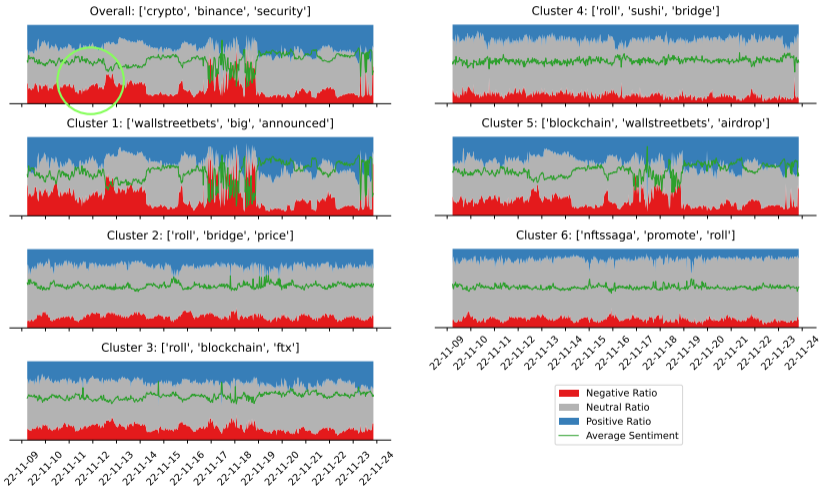 Overall: ['crypto', 'binance', 'security']
Cluster 1: ['wallstreetbets', 'big', 'announced']
Cluster 2: ['roll', 'bridge', 'price']
Cluster 3: ['roll', 'blockchain', 'ftx']
22-11-09
22-11-10
22-11-11
22-11-12
22-11-13
22-11-14
22-11-15
22-11-16
22-11-17
22-11-18
22-11-19
22-11-20
22-11-21
22-11-22
22-11-23
22-11-24
Cluster 4: ['roll', 'sushi', 'bridge']
Cluster 5: ['blockchain', 'wallstreetbets', 'airdrop']
Cluster 6: ['nftssaga', 'promote', 'roll']
22-11-09
22-11-10
22-11-11
22-11-12
22-11-13
22-11-14
22-11-15
22-11-16
22-11-17
22-11-18
22-11-19
22-11-20
22-11-21
22-11-22
22-11-23
22-11-24
Negative Ratio
Neutral Ratio
Positive Ratio
Average Sentiment